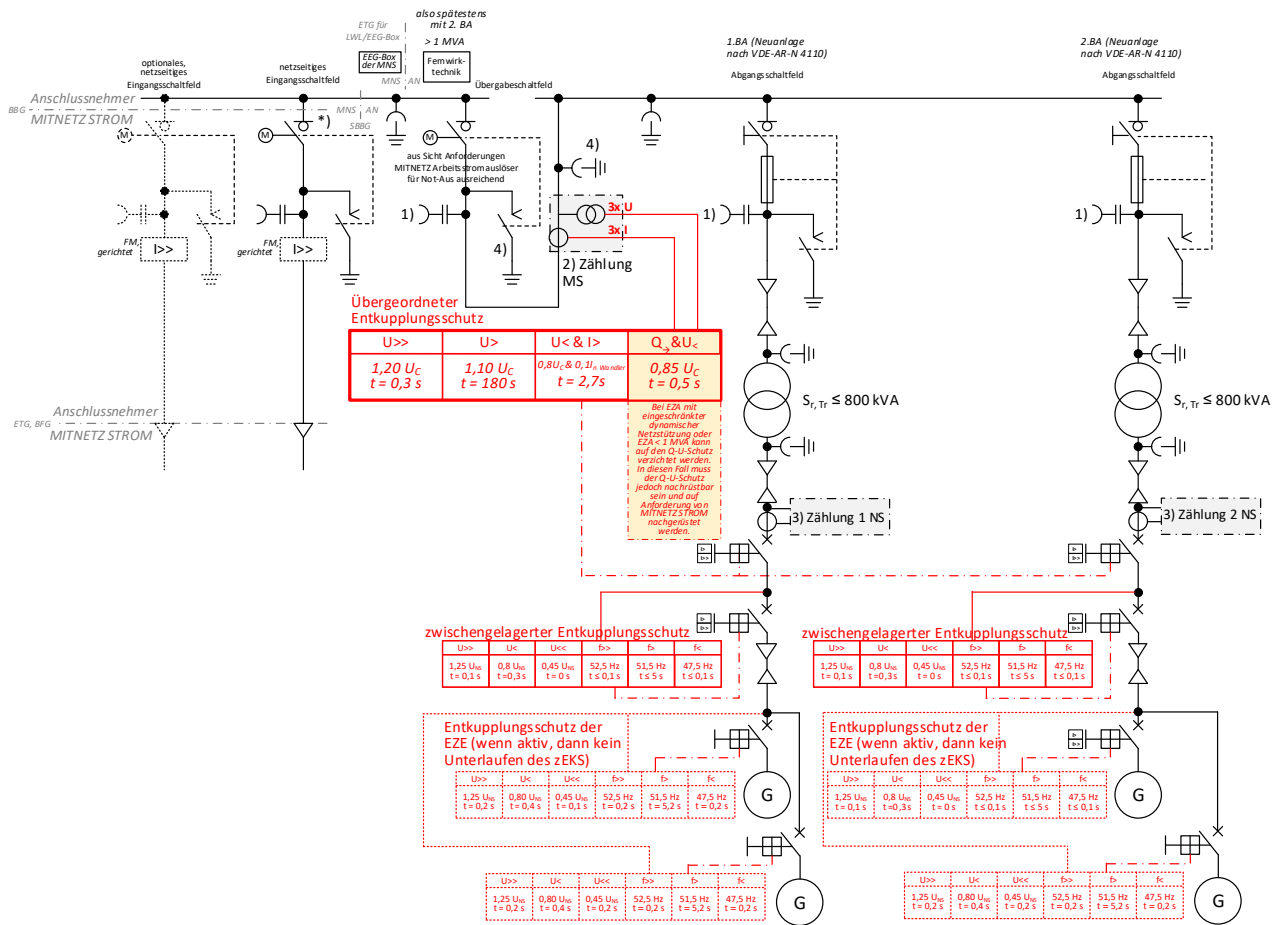 optionales,
netzseitiges
Eingangsschaltfeld
netzseitiges
Eingangsschaltfeld
ETG für
LWL/EEG-Box
EEG-Box
der MNS
MNS
AN
also spätestens
mit 2. BA
> 1 MVA
Fernwirk-
technik
Übergabeschaltfeld
1.BA (Neuanlage
nach VDE-AR-N 4110)
Abgangsschaltfeld
2.BA (Neuanlage
nach VDE-AR-N 4110)
Abgangsschaltfeld
Anschlussnehmer
BBG
MITNETZ STROM
MNS
AN
SBBG
M
M
*)
M
aus Sicht Anforderungen
MITNETZ Arbeitsstromauslöser
für Not-Aus ausreichend
4)
1)
4)
3x U
3x I
2) Zählung
MS
1)
1)
FM,
gerichtet
I>>
FM,
gerichtet
I>>
Übergeordneter
Entkupplungsschutz
U>> U> U< & I> Q→&U<
1,20 UC 1,10 UC 0,8UC & 0,1In Wandler 0,85 UC
t = 0,3 s t = 180 s t = 2,7s t = 0,5 s
Bei EZA mit
eingeschränkter
dynamischer
Netzstützung oder
EZA < 1 MVA kann
auf den Q-U-Schutz
verzichtet werden.
In diesen Fall muss
der Q-U-Schutz
jedoch nachrüstbar
sein und auf
Anforderung von
MITNETZ STROM
nachgerüstet
werden.
Anschlussnehmer
ETG, BFG
MITNETZ STROM
Sr, Tr ≤ 800 kVA
Sr, Tr ≤ 800 kVA
3) Zählung 1 NS
3) Zählung 2 NS
zwischengelagerter Entkupplungsschutz
U>> U< U<< f>> f> f<
1,25 UNS 0,8 UNS 0,45 UNS 52,5 Hz 51,5 Hz 47,5 Hz
t = 0,1 s t =0,3s t =0 s t ≤ 0,1 s t ≤ 5 s t ≤ 0,1s
zwischengelagerter Entkupplungsschutz
U>> U< U<< f>> f> f<
1,25 UNS 0,8 UNS 0,45 UNS 52,5 Hz 51,5 Hz 47,5 Hz
t = 0,1s t =0,3s t =0 s t ≤ 0,1 s t ≤ 5 s t ≤ 0,1s
Entkupplungsschutz der
EZE (wenn aktiv, dann kein
Unterlaufen des zEKS)
U>> U< U<< f>> f> f<
1,25 UNS 0,80 UNS 0,45 UNS 52,5 Hz 51,5 Hz 47,5 Hz
t = 0,2 s t = 0,4 s t = 0,1 s t = 0,2 s t = 5,2 s t = 0,2 s
G
Entkupplungsschutz der
EZE (wenn aktiv, dann kein
Unterlaufen des zEKS)
U>> U< U<< f>> f> f<
1,25 UNS 0,8 UNS 0,45 UNS 52,5 Hz 51,5 Hz 47,5 Hz
t = 0,1 s t =0,3s t = 0 s t ≤ 0,1 s t ≤ 5 s t ≤ 0,1 s
G
U>> U< U<< f>> f> f<
1,25 UNS 0,80 UNS 0,45 UNS 52,5 Hz 51,5 Hz 47,5 Hz
t = 0,2 s t = 0,4 s t = 0,2 s t = 0,2 s t = 5,2 s t = 0,2 s
G
U>> U< U<< f>> f> f<
1,25 UNS 0,80 UNS 0,45 UNS 52,5 Hz 51,5 Hz 47,5 Hz
t = 0,2 s t = 0,4 s t = 0,2 s t = 0,2 s t = 5,2 s t = 0,2 s
G